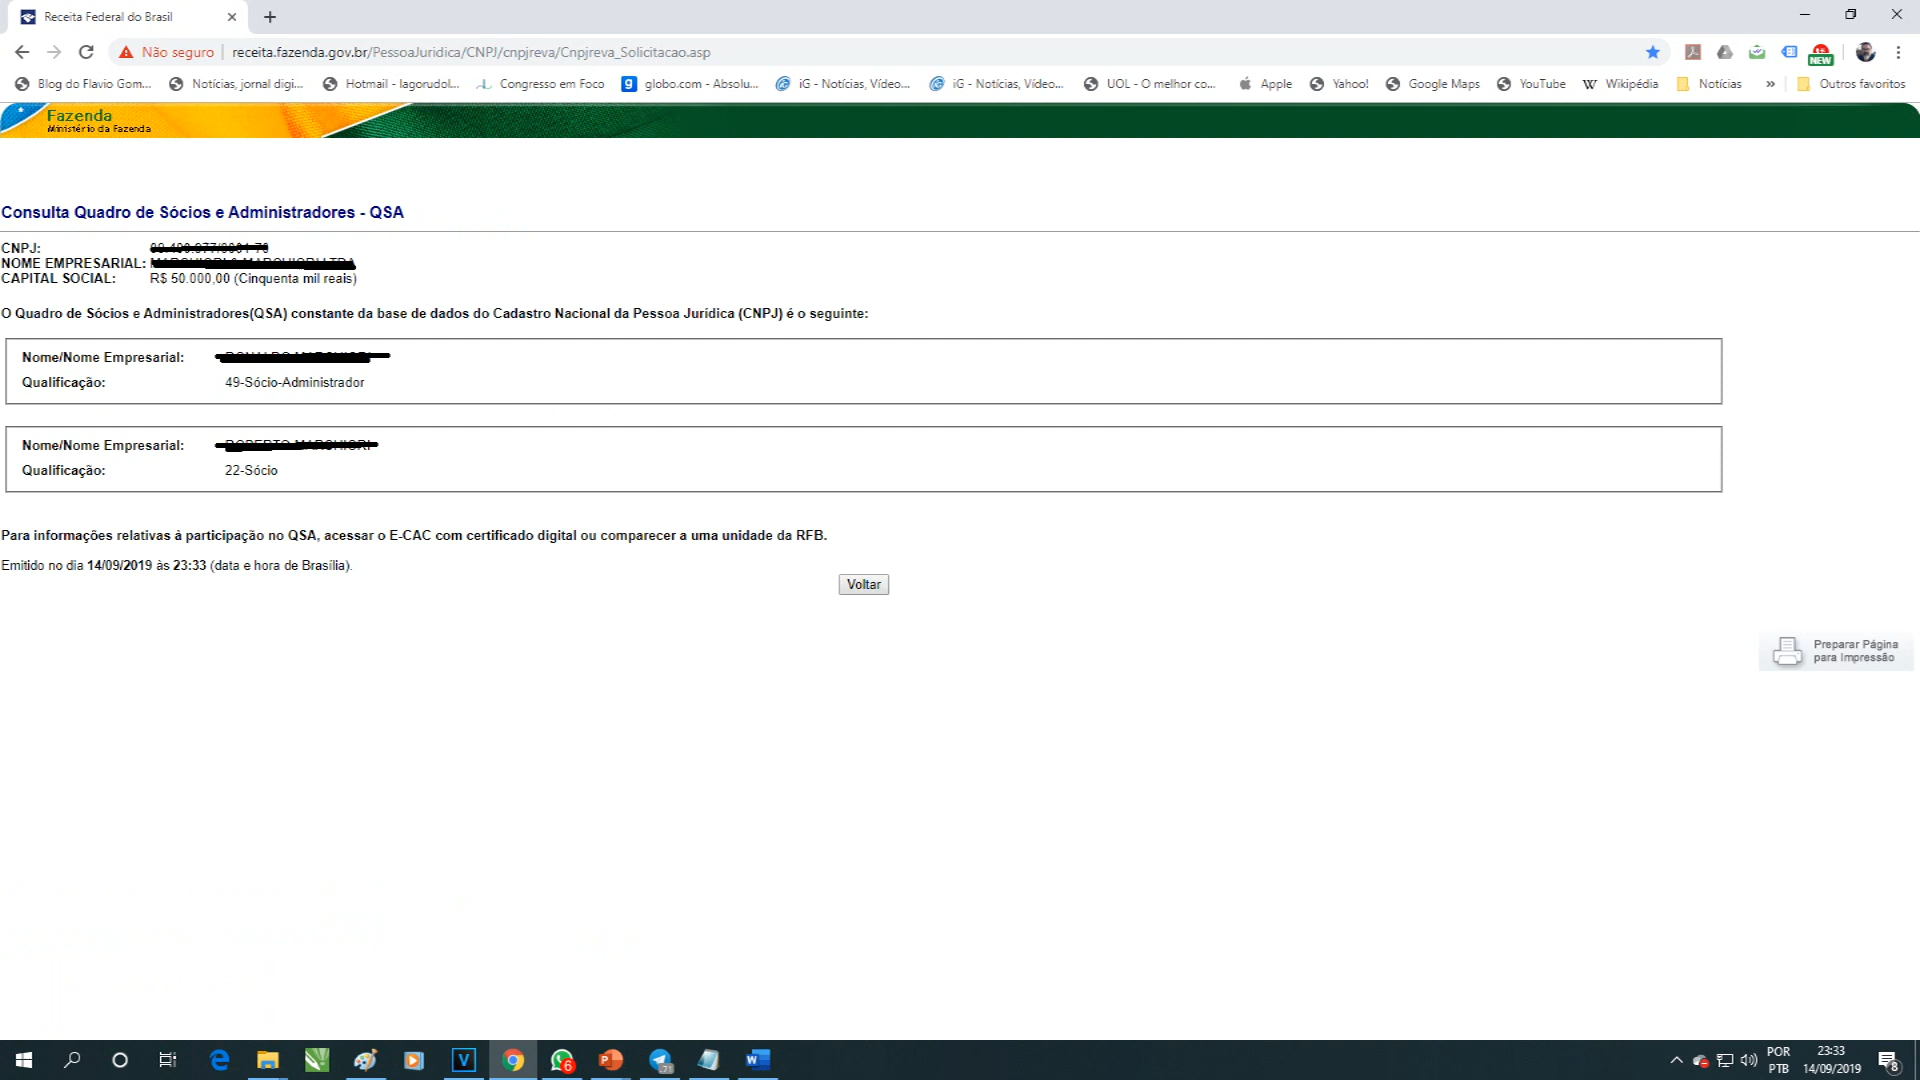 Receita Federal do Brasil
Não seguro | receita.fazenda.gov.br/PessoaJuridica/CNPJ/cnpjreva/Cnpjreva_Solicitacao.asp
NEW
Blog do Flavio Gom... Notícias, jornal digi... Hotmail - lagorudol... Congresso em Foco globo.com - Absolu... iG - Notícias, Vídeo... iG - Notícias, Vídeo... UOL - O melhor co... Apple Yahoo! Google Maps YouTube Wikipédia Notícias » Outros favoritos
Fazenda
Ministério da Fazenda
Consulta Quadro de Sócios e Administradores - QSA
CNPJ:
NOME EMPRESARIAL:
CAPITAL SOCIAL: R$ 50.000,00 (Cinquenta mil reais)
O Quadro de Sócios e Administradores(QSA) constante da base de dados do Cadastro Nacional da Pessoa Jurídica (CNPJ) é o seguinte:
Nome/Nome Empresarial:
Qualificação: 49-Sócio-Administrador
Nome/Nome Empresarial:
Qualificação: 22-Sócio
Para informações relativas à participação no QSA, acessar o E-CAC com certificado digital ou comparecer a uma unidade da RFB.
Emitido no dia 14/09/2019 às 23:33 (data e hora de Brasília).
Voltar
Preparar Página
para Impressão
POR 23:33
PTB 14/09/2019